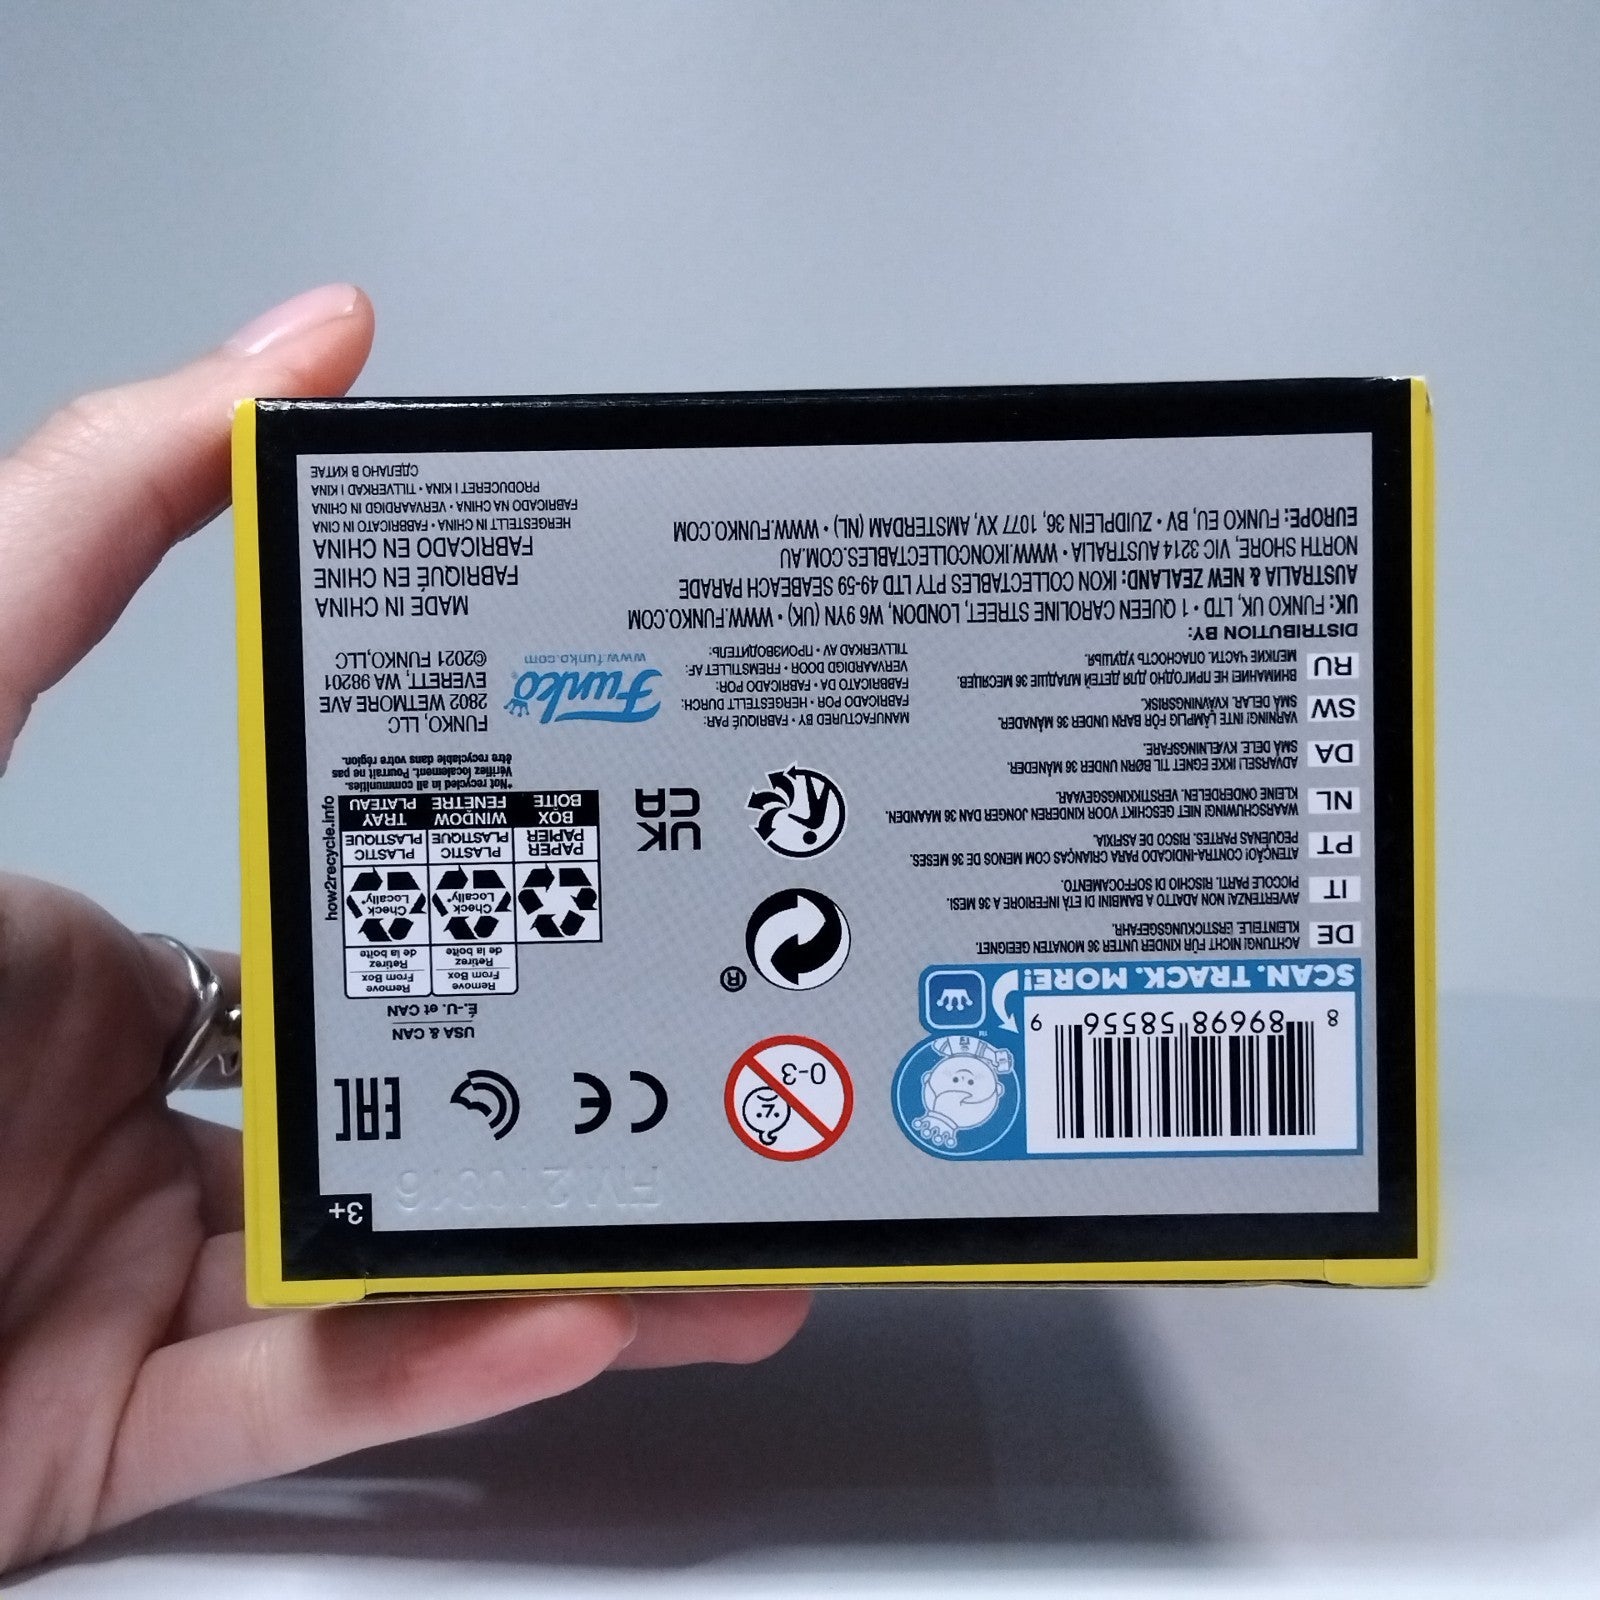 3+
8 89698 58556 9
SCAN. TRACK. MORE!
™
0-3
CE
EAC
DE
ACHTUNG! NICHT FÜR KINDER UNTER 36 MONATEN GEEIGNET.
KLEINTEILE. ERSTICKUNGSGEFAHR.
IT
AVVERTENZA! NON ADATTO A BAMBINI DI ETÀ INFERIORE A 36 MESI.
PICCOLE PARTI. RISCHIO DI SOFFOCAMENTO.
PT
ATENÇÃO! CONTRA-INDICADO PARA CRIANÇAS COM MENOS DE 36 MESES.
PEQUENAS PARTES. RISCO DE ASFIXIA.
NL
WAARSCHUWING! NIET GESCHIKT VOOR KINDEREN JONGER DAN 36 MAANDEN.
KLEINE ONDERDELEN. VERSTIKKINGSGEVAAR.
DA
ADVARSEL! IKKE EGNET TIL BØRN UNDER 36 MÅNEDER.
SMÅ DELE. KVÆLNINGSFARE.
SW
VARNING! INTE LÄMPLIG FÖR BARN UNDER 36 MÅNADER.
SMÅ DELAR. KVÄVNINGSRISK.
RU
ВНИМАНИЕ! НЕ ПРИГОДНО ДЛЯ ДЕТЕЙ МЛАДШЕ 36 МЕСЯЦЕВ.
МЕЛКИЕ ЧАСТИ. ОПАСНОСТЬ УДУШЬЯ.
®
UK
CA
USA & CAN
É.-U. et CAN
Remove
From Box
Retirez
de la boîte
Remove
From Box
Retirez
de la boîte
Check
Locally*
Check
Locally*
PAPER
PAPIER
BOX
BOÎTE
PLASTIC
PLASTIQUE
WINDOW
FENÊTRE
PLASTIC
PLASTIQUE
TRAY
PLATEAU
how2recycle.info
*Not recycled in all communities.
Vérifiez localement. Pourrait ne pas
être recyclable dans votre région.
MANUFACTURED BY • FABRIQUÉ PAR:
FABRICADO POR • HERGESTELLT DURCH:
FABBRICATO DA • FABRICADO POR:
VERVAARDIGD DOOR • FREMSTILLET AF:
TILLVERKAD AV • ПРОИЗВОДИТЕЛЬ:
Funko®
www.funko.com
FUNKO, LLC
2802 WETMORE AVE
EVERETT, WA 98201
©2021 FUNKO,LLC
DISTRIBUTION BY:
UK: FUNKO UK, LTD • 1 QUEEN CAROLINE STREET, LONDON, W6 9YN (UK) • WWW.FUNKO.COM
AUSTRALIA & NEW ZEALAND: IKON COLLECTABLES PTY LTD 49-59 SEABEACH PARADE
NORTH SHORE, VIC 3214 AUSTRALIA • WWW.IKONCOLLECTABLES.COM.AU
EUROPE: FUNKO EU, BV • ZUIDPLEIN 36, 1077 XV, AMSTERDAM (NL) • WWW.FUNKO.COM
MADE IN CHINA
FABRIQUÉ EN CHINE
FABRICADO EN CHINA
HERGESTELLT IN CHINA • FABBRICATO IN CINA
FABRICADO NA CHINA • VERVAARDIGD IN CHINA
PRODUCERET I KINA • TILLVERKAD I KINA
СДЕЛАНО В КИТАЕ